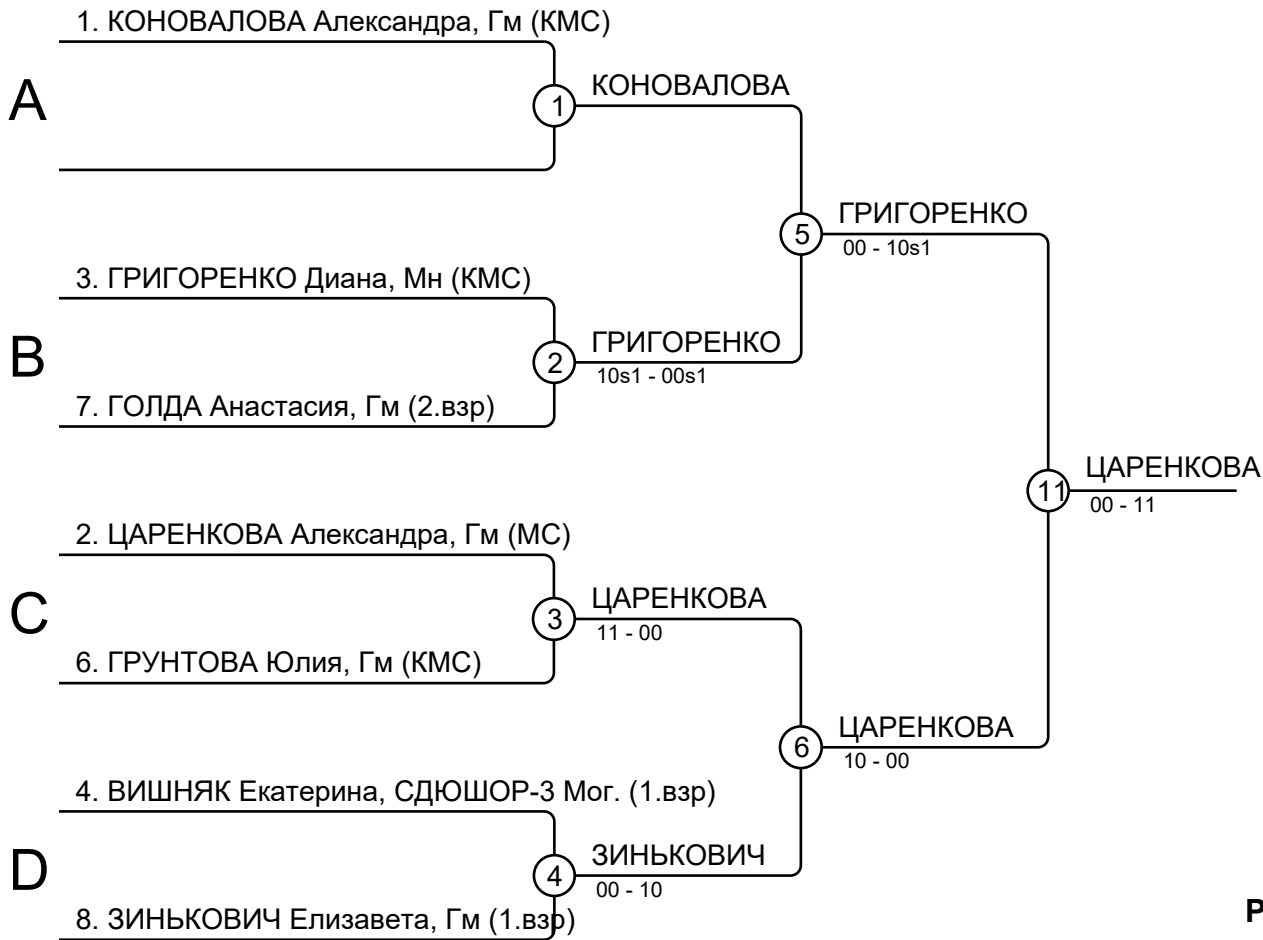 1. КОНОВАЛОВА Александра, Гм (КМС)
A
1
КОНОВАЛОВА
5
ГРИГОРЕНКО
00 - 10s1
3. ГРИГОРЕНКО Диана, Мн (КМС)
B
2
ГРИГОРЕНКО
10s1 - 00s1
7. ГОЛДА Анастасия, Гм (2.взр)
11
ЦАРЕНКОВА
00 - 11
2. ЦАРЕНКОВА Александра, Гм (МС)
C
3
ЦАРЕНКОВА
11 - 00
6. ГРУНТОВА Юлия, Гм (КМС)
6
ЦАРЕНКОВА
10 - 00
4. ВИШНЯК Екатерина, СДЮШОР-3 Мог. (1.взр)
D
4
ЗИНЬКОВИЧ
00 - 10
8. ЗИНЬКОВИЧ Елизавета, Гм (1.взр)